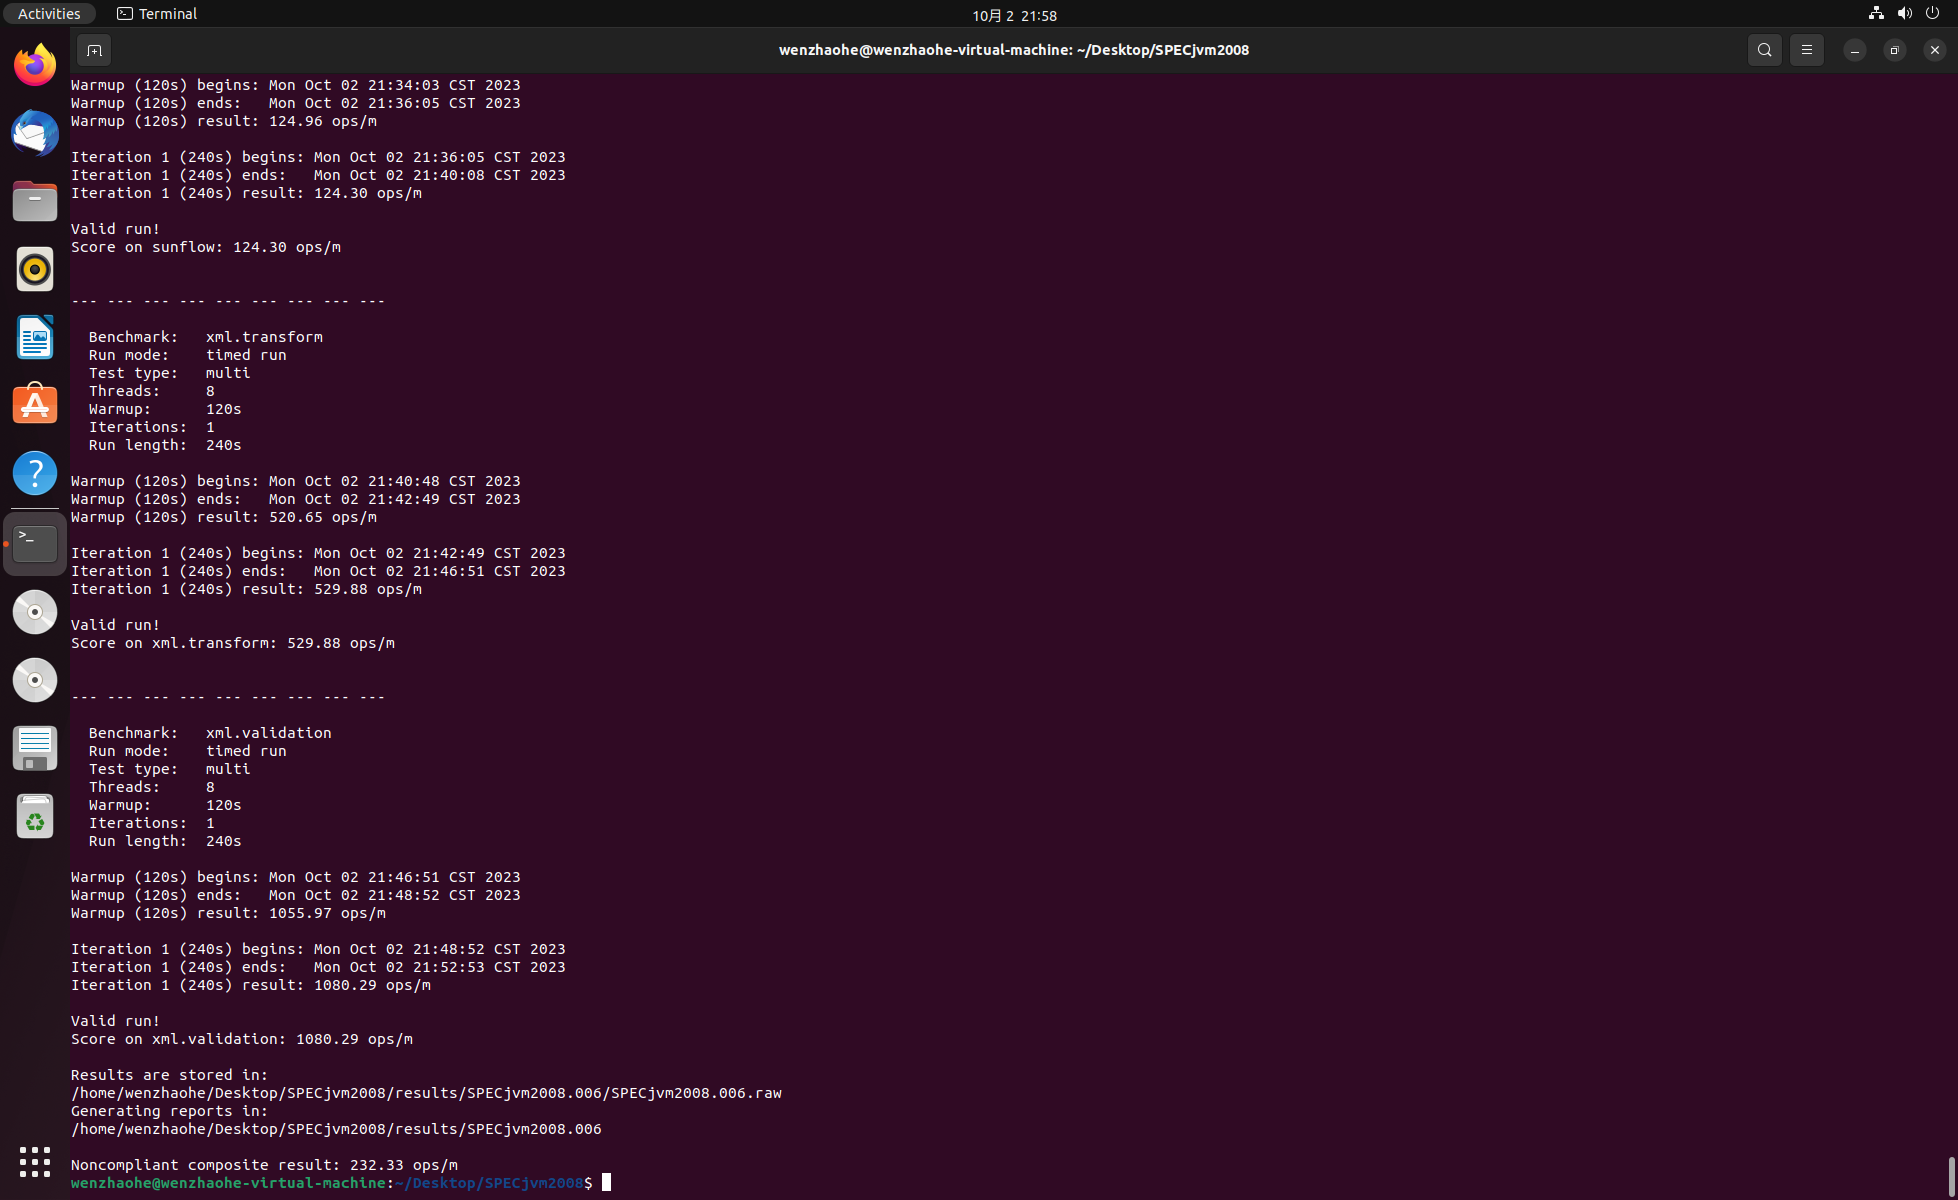 Activities
Terminal
10月 2 21:58
wenzhaohe@wenzhaohe-virtual-machine: ~/Desktop/SPECjvm2008
Warmup (120s) begins: Mon Oct 02 21:34:03 CST 2023
Warmup (120s) ends:   Mon Oct 02 21:36:05 CST 2023
Warmup (120s) result: 124.96 ops/m
Iteration 1 (240s) begins: Mon Oct 02 21:36:05 CST 2023
Iteration 1 (240s) ends:   Mon Oct 02 21:40:08 CST 2023
Iteration 1 (240s) result: 124.30 ops/m
Valid run!
Score on sunflow: 124.30 ops/m
--- --- --- --- --- --- --- --- ---
  Benchmark:   xml.transform
  Run mode:    timed run
  Test type:   multi
  Threads:     8
  Warmup:      120s
  Iterations:  1
  Run length:  240s
Warmup (120s) begins: Mon Oct 02 21:40:48 CST 2023
Warmup (120s) ends:   Mon Oct 02 21:42:49 CST 2023
Warmup (120s) result: 520.65 ops/m
Iteration 1 (240s) begins: Mon Oct 02 21:42:49 CST 2023
Iteration 1 (240s) ends:   Mon Oct 02 21:46:51 CST 2023
Iteration 1 (240s) result: 529.88 ops/m
Valid run!
Score on xml.transform: 529.88 ops/m
--- --- --- --- --- --- --- --- ---
  Benchmark:   xml.validation
  Run mode:    timed run
  Test type:   multi
  Threads:     8
  Warmup:      120s
  Iterations:  1
  Run length:  240s
Warmup (120s) begins: Mon Oct 02 21:46:51 CST 2023
Warmup (120s) ends:   Mon Oct 02 21:48:52 CST 2023
Warmup (120s) result: 1055.97 ops/m
Iteration 1 (240s) begins: Mon Oct 02 21:48:52 CST 2023
Iteration 1 (240s) ends:   Mon Oct 02 21:52:53 CST 2023
Iteration 1 (240s) result: 1080.29 ops/m
Valid run!
Score on xml.validation: 1080.29 ops/m
Results are stored in:
/home/wenzhaohe/Desktop/SPECjvm2008/results/SPECjvm2008.006/SPECjvm2008.006.raw
Generating reports in:
/home/wenzhaohe/Desktop/SPECjvm2008/results/SPECjvm2008.006
Noncompliant composite result: 232.33 ops/m
wenzhaohe@wenzhaohe-virtual-machine:~/Desktop/SPECjvm2008$